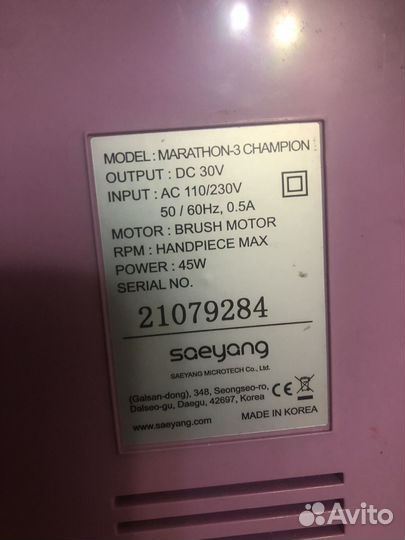 MODEL : MARATHON-3 CHAMPION
OUTPUT : DC 30V
INPUT : AC 110/230V
50 / 60Hz, 0.5A
MOTOR : BRUSH MOTOR
RPM : HANDPIECE MAX
POWER : 45W
SERIAL NO.
21079284
saeyang
SAEYANG MICROTECH Co., Ltd.
(Galsan-dong), 348, Seongseo-ro,
Dalseo-gu, Daegu, 42697, Korea
www.saeyang.com
CE
MADE IN KOREA
Avito